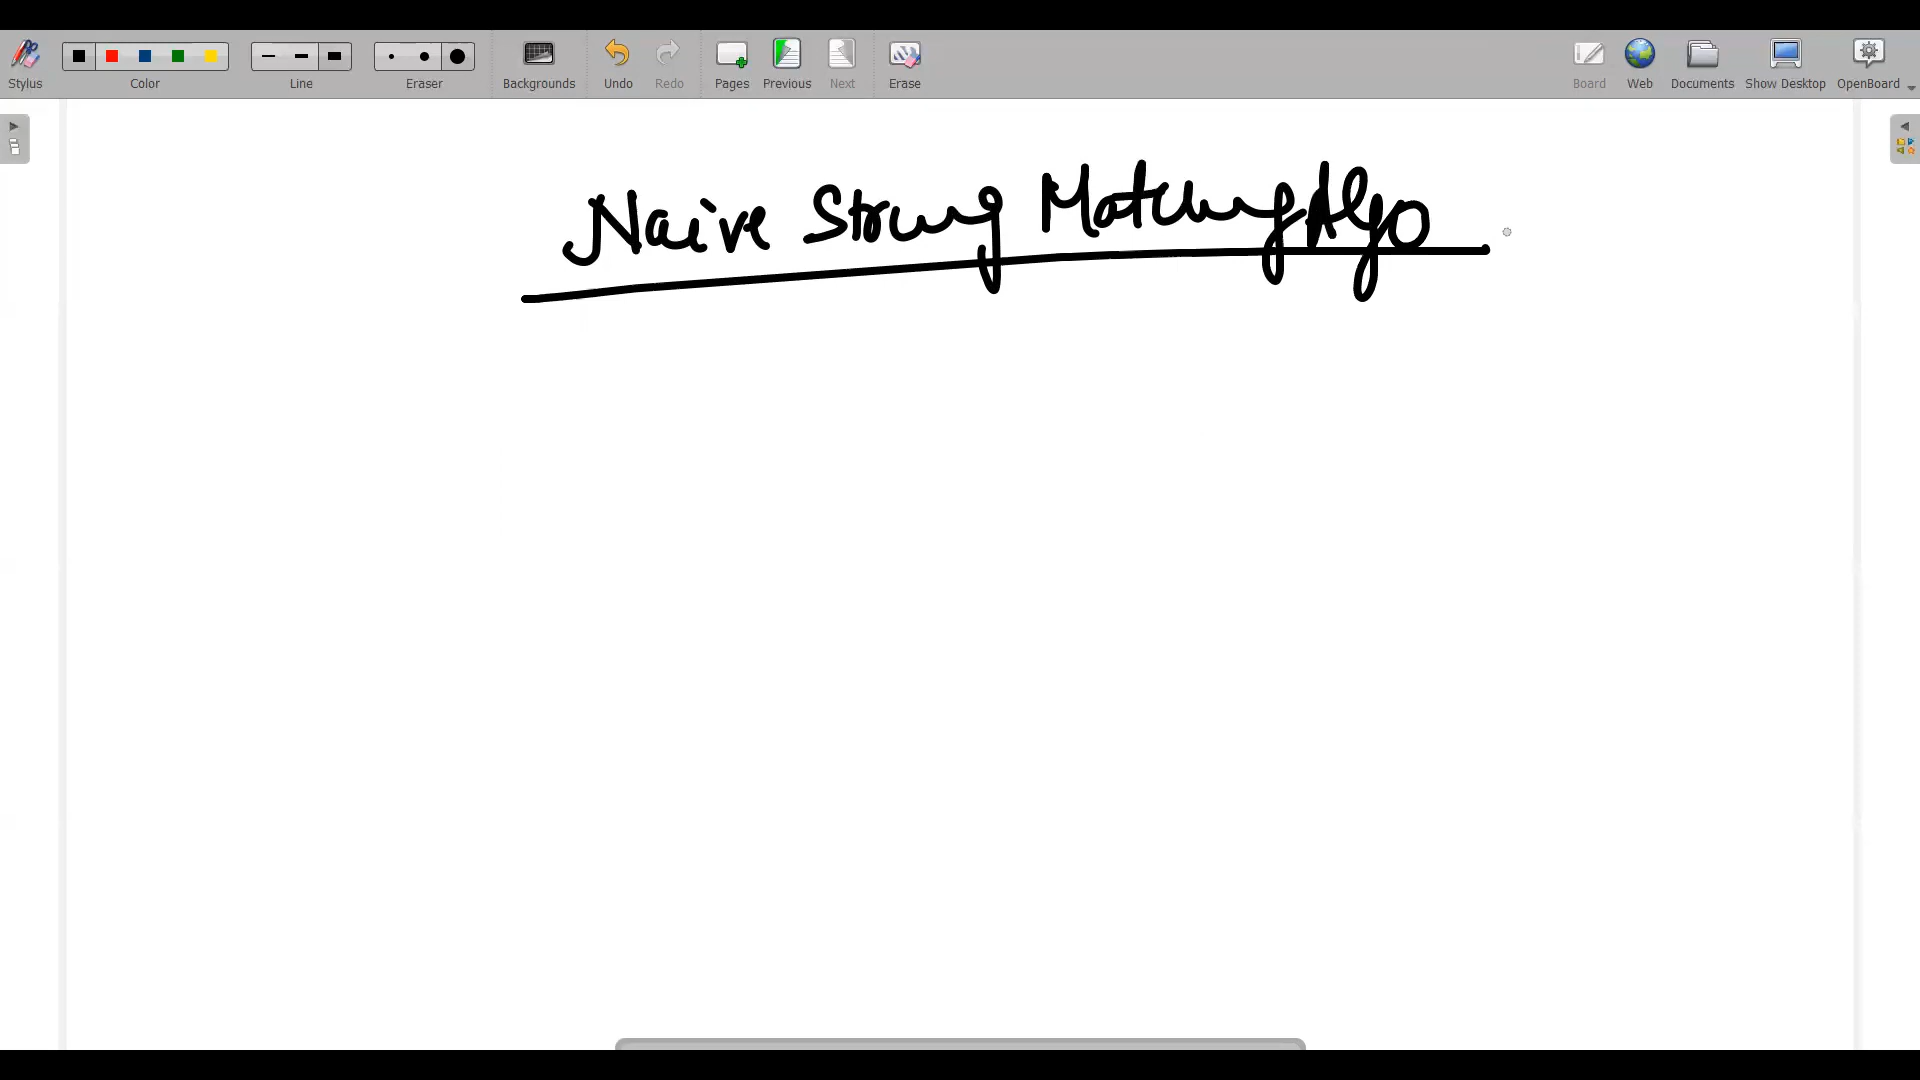 Stylus Color Line Eraser Backgrounds Undo Redo Pages Previous Next Erase Board Web Documents Show Desktop OpenBoard
Naive String Matching Algo